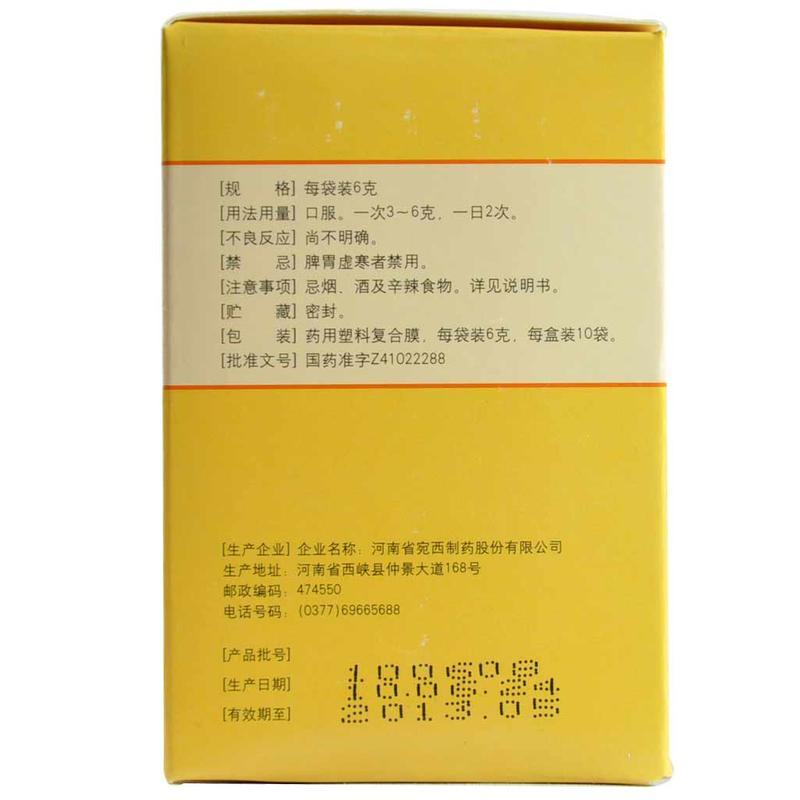 [规 格] 每袋装6克
[用法用量] 口服。一次3~6克，一日2次。
[不良反应] 尚不明确。
[禁 忌] 脾胃虚寒者禁用。
[注意事项] 忌烟、酒及辛辣食物。详见说明书。
[贮 藏] 密封。
[包 装] 药用塑料复合膜，每袋装6克，每盒装10袋。
[批准文号] 国药准字Z41022288
[生产企业] 企业名称：河南省宛西制药股份有限公司
生产地址：河南省西峡县仲景大道168号
邮政编码：474550
电话号码：(0377)69665688
[产品批号]
[生产日期]
[有效期至] 2013.05